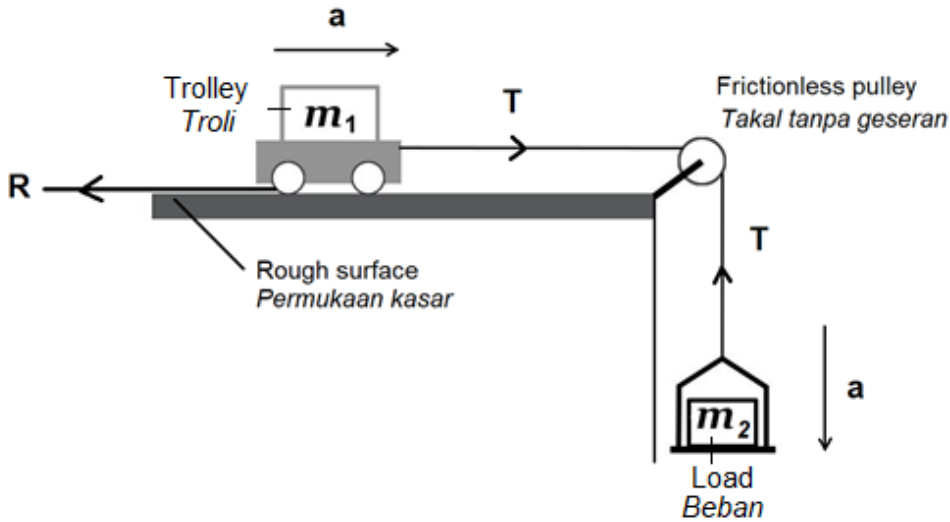 a
Trolley
Troli
m₁
T
Frictionless pulley
Takal tanpa geseran
R
Rough surface
Permukaan kasar
T
a
m₂
Load
Beban